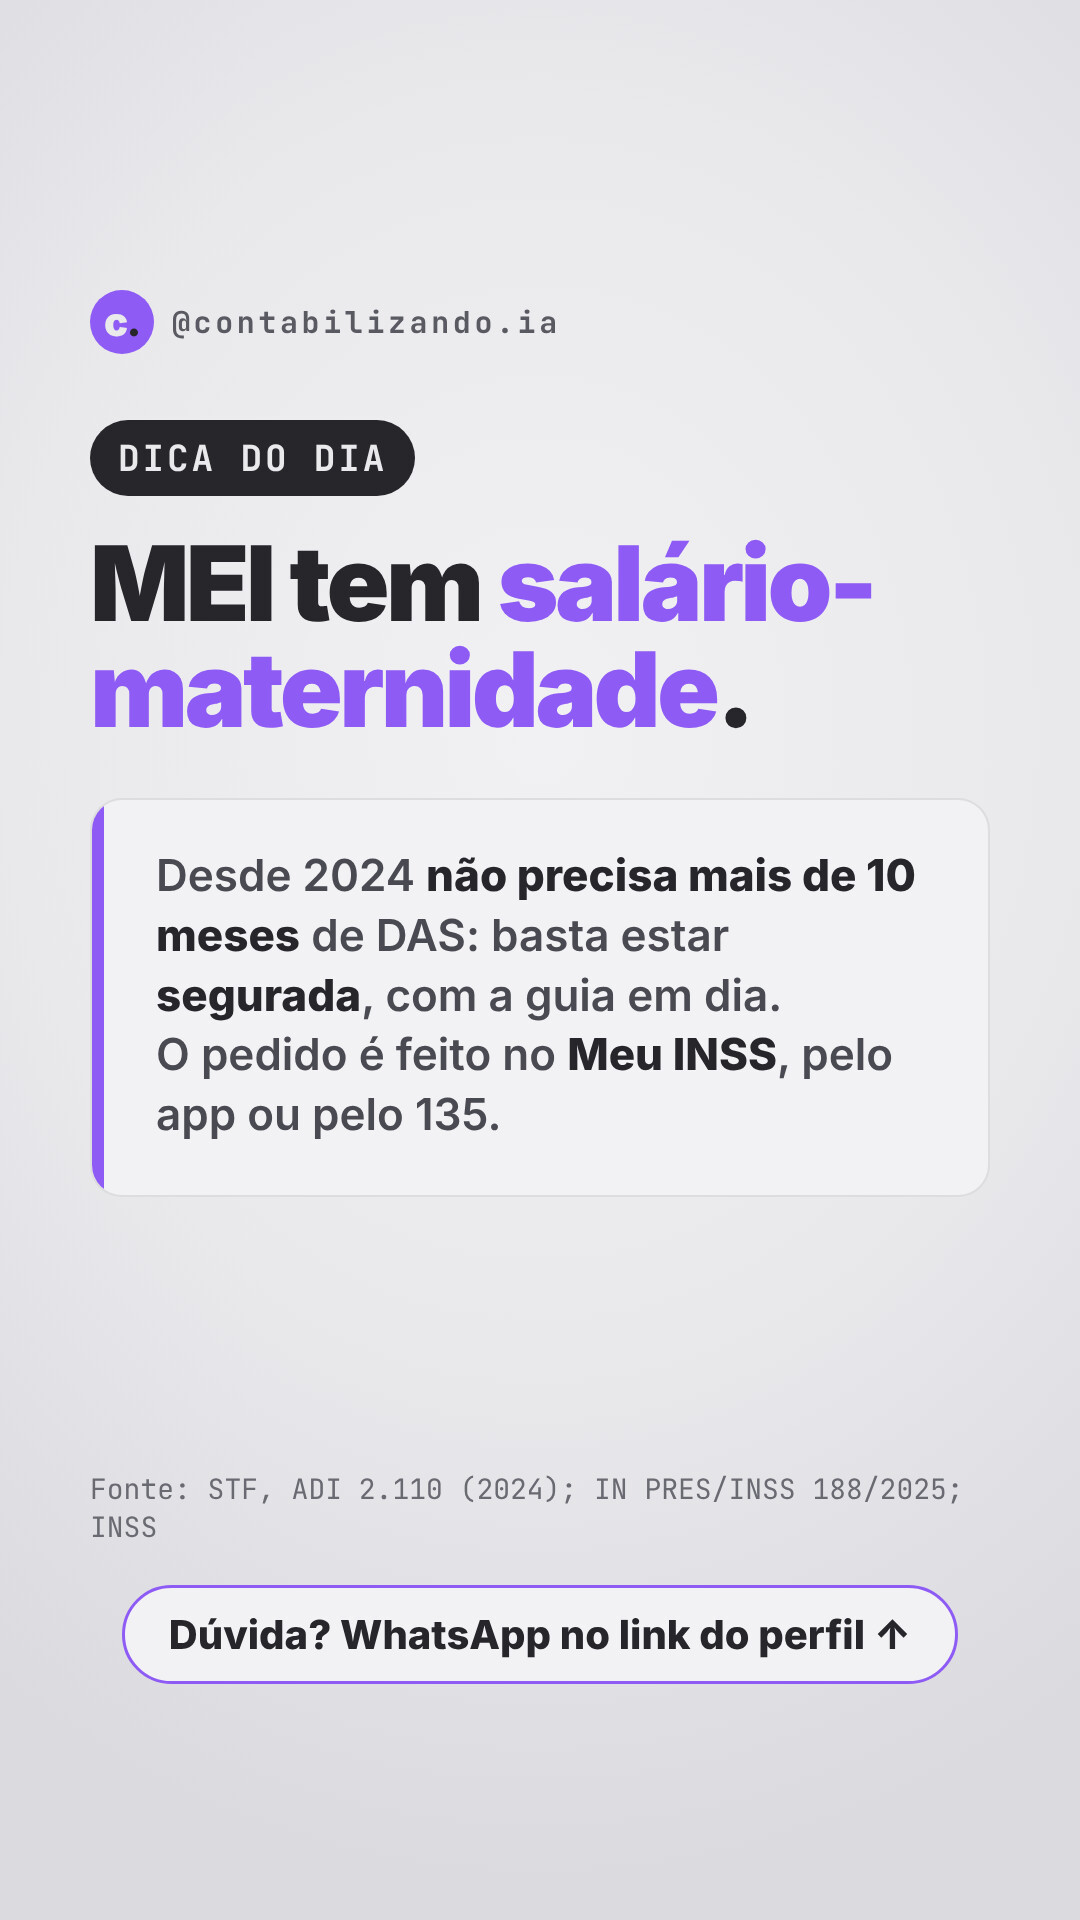 c. @contabilizando.ia
DICA DO DIA
MEI tem salário-
maternidade.
Desde 2024 não precisa mais de 10
meses de DAS: basta estar
segurada, com a guia em dia.
O pedido é feito no Meu INSS, pelo
app ou pelo 135.
Fonte: STF, ADI 2.110 (2024); IN PRES/INSS 188/2025;
INSS
Dúvida? WhatsApp no link do perfil ↑